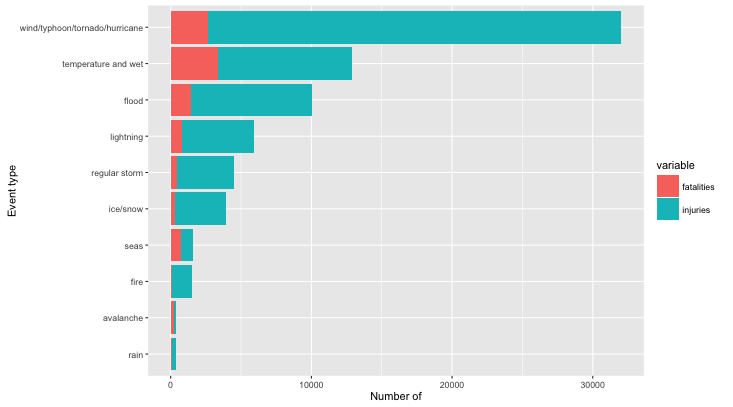 wind/typhoon/tornado/hurricane
temperature and wet
flood
lightning
regular storm
ice/snow
seas
fire
avalanche
rain
Event type
0 10000 20000 30000
Number of
variable
fatalities
injuries